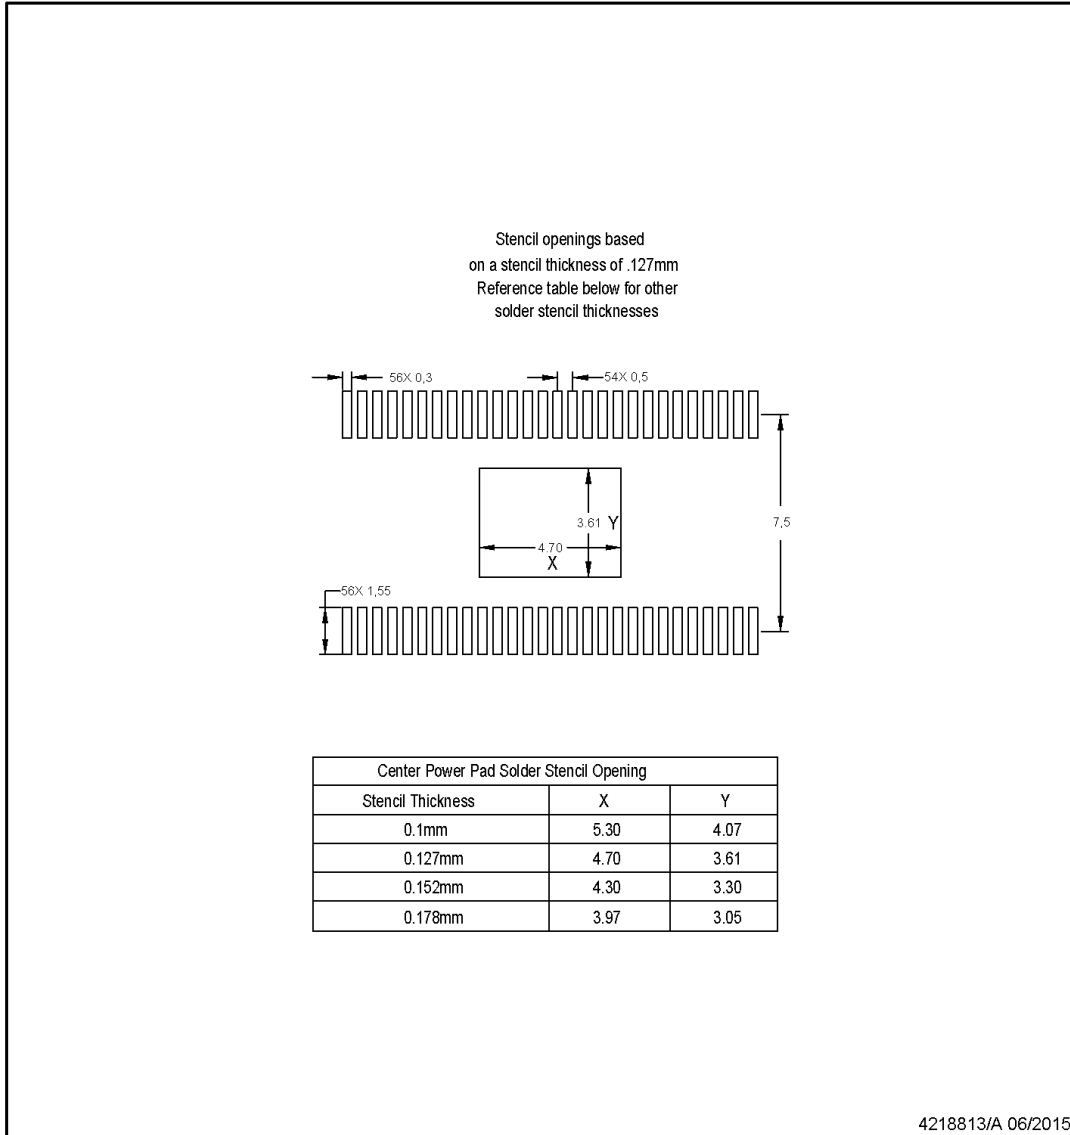 Stencil openings based
on a stencil thickness of .127mm
Reference table below for other
solder stencil thicknesses
56X 0,3
54X 0,5
3.61 Y
7,5
4.70
X
56X 1,55
Center Power Pad Solder Stencil Opening
Stencil Thickness X Y
0.1mm 5.30 4.07
0.127mm 4.70 3.61
0.152mm 4.30 3.30
0.178mm 3.97 3.05
4218813/A 06/2015